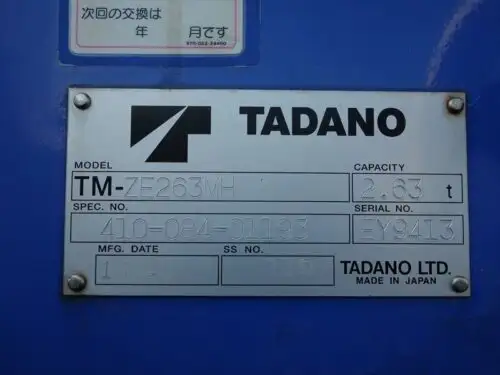 次回の交換は
年 月です
TADANO
MODEL
TM-ZE263MH
CAPACITY
2.63 t
SPEC. NO.
410-084-01193
SERIAL NO.
EY9413
MFG. DATE
1
SS NO.
TADANO LTD.
MADE IN JAPAN